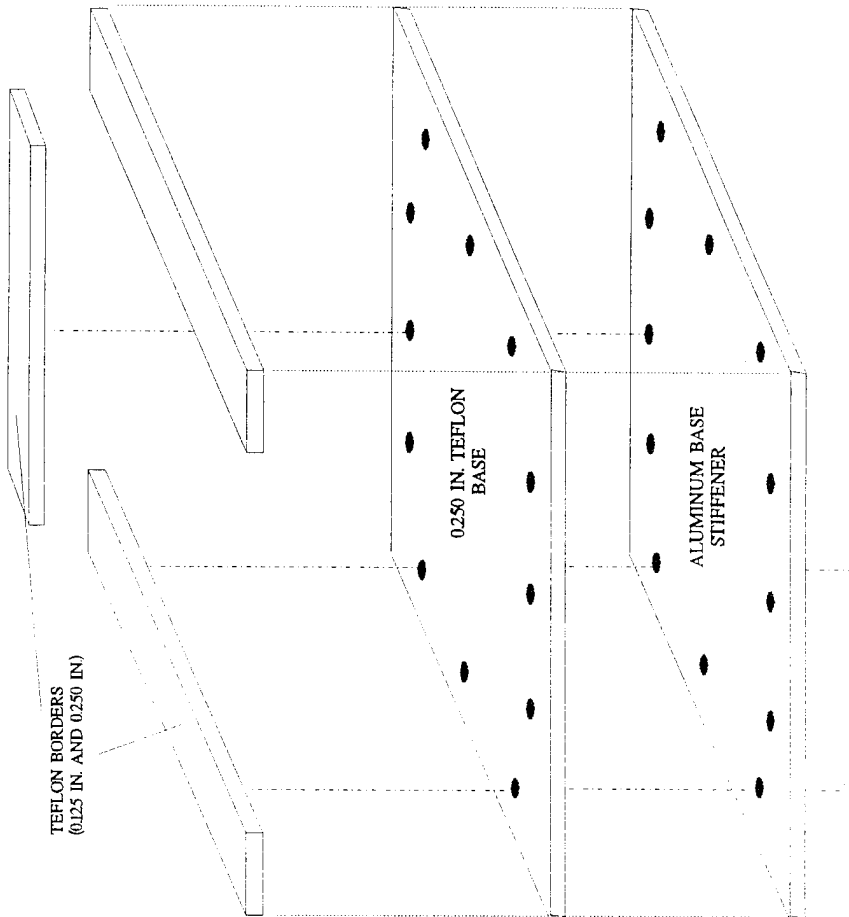 TEFLON BORDERS
(0.125 IN. AND 0.250 IN.)
0.250 IN. TEFLON
BASE
ALUMINUM BASE
STIFFENER